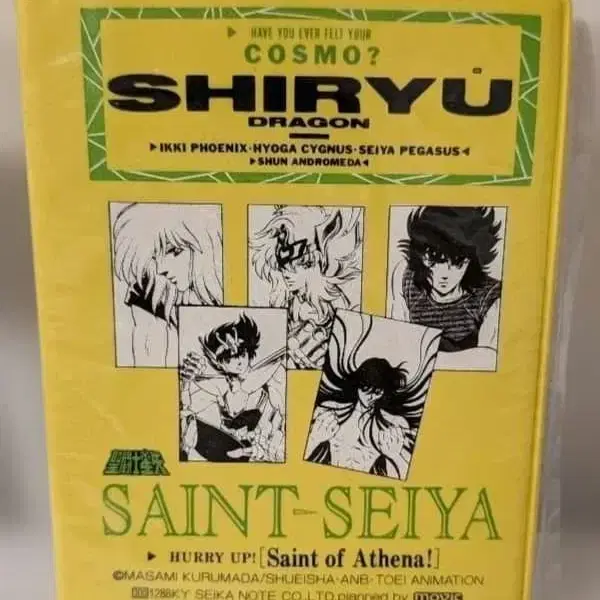 ▶ HAVE YOU EVER FELT YOUR
COSMO?
SHIRYŪ
DRAGON
▶IKKI PHOENIX·HYOGA CYGNUS·SEIYA PEGASUS◀
▶SHUN ANDROMEDA◀
聖闘士星矢
SAINT SEIYA
▶ HURRY UP! [Saint of Athena!]
©MASAMI KURUMADA/SHUEISHA·ANB·TOEI ANIMATION
1288KY SEIKA NOTE CO.,LTD. planned by movic